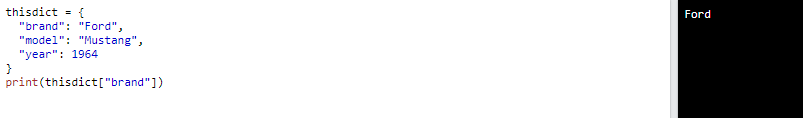 thisdict = {
  "brand": "Ford",
  "model": "Mustang",
  "year": 1964
}
print(thisdict["brand"])
Ford